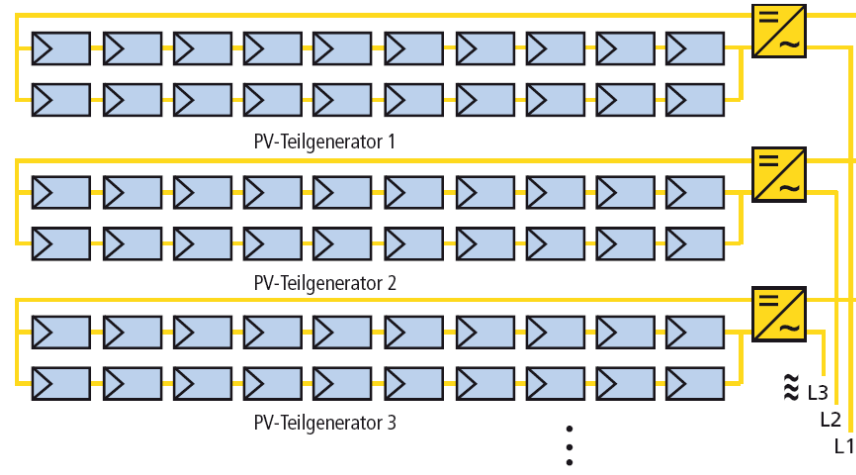 PV-Teilgenerator 1
PV-Teilgenerator 2
PV-Teilgenerator 3
L3
L2
L1